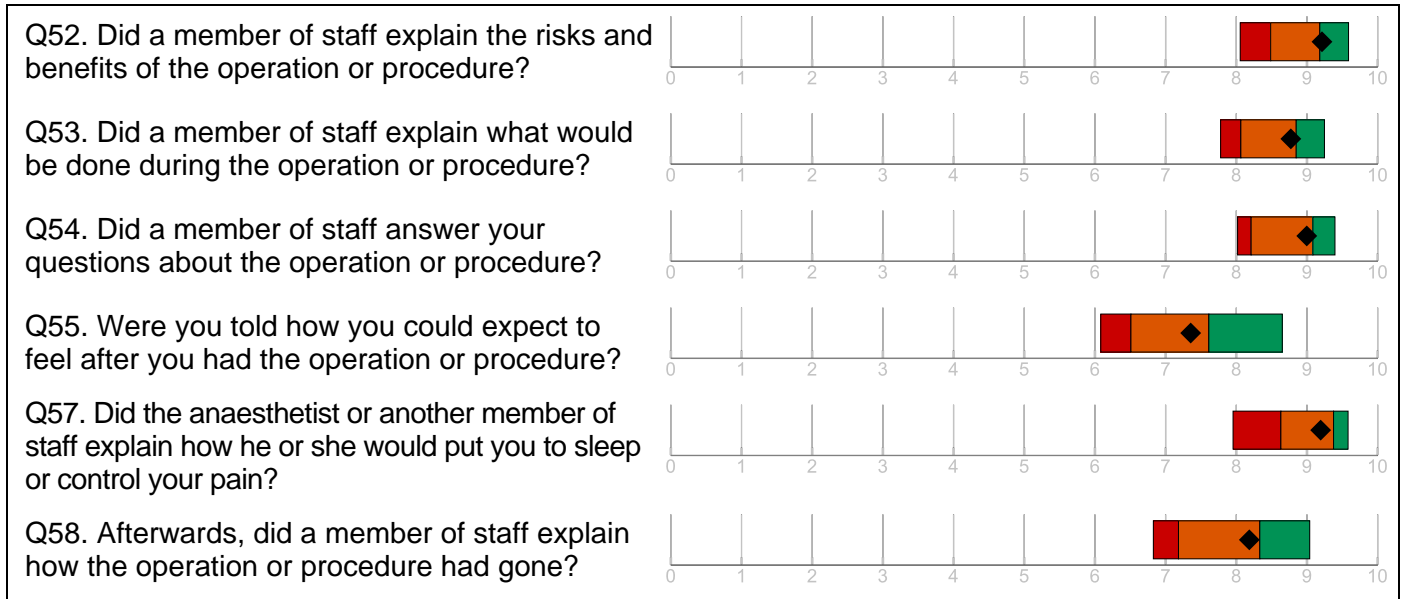 Q52. Did a member of staff explain the risks and
benefits of the operation or procedure?
0 1 2 3 4 5 6 7 8 9 10
Q53. Did a member of staff explain what would
be done during the operation or procedure?
0 1 2 3 4 5 6 7 8 9 10
Q54. Did a member of staff answer your
questions about the operation or procedure?
0 1 2 3 4 5 6 7 8 9 10
Q55. Were you told how you could expect to
feel after you had the operation or procedure?
0 1 2 3 4 5 6 7 8 9 10
Q57. Did the anaesthetist or another member of
staff explain how he or she would put you to sleep
or control your pain?
0 1 2 3 4 5 6 7 8 9 10
Q58. Afterwards, did a member of staff explain
how the operation or procedure had gone?
0 1 2 3 4 5 6 7 8 9 10